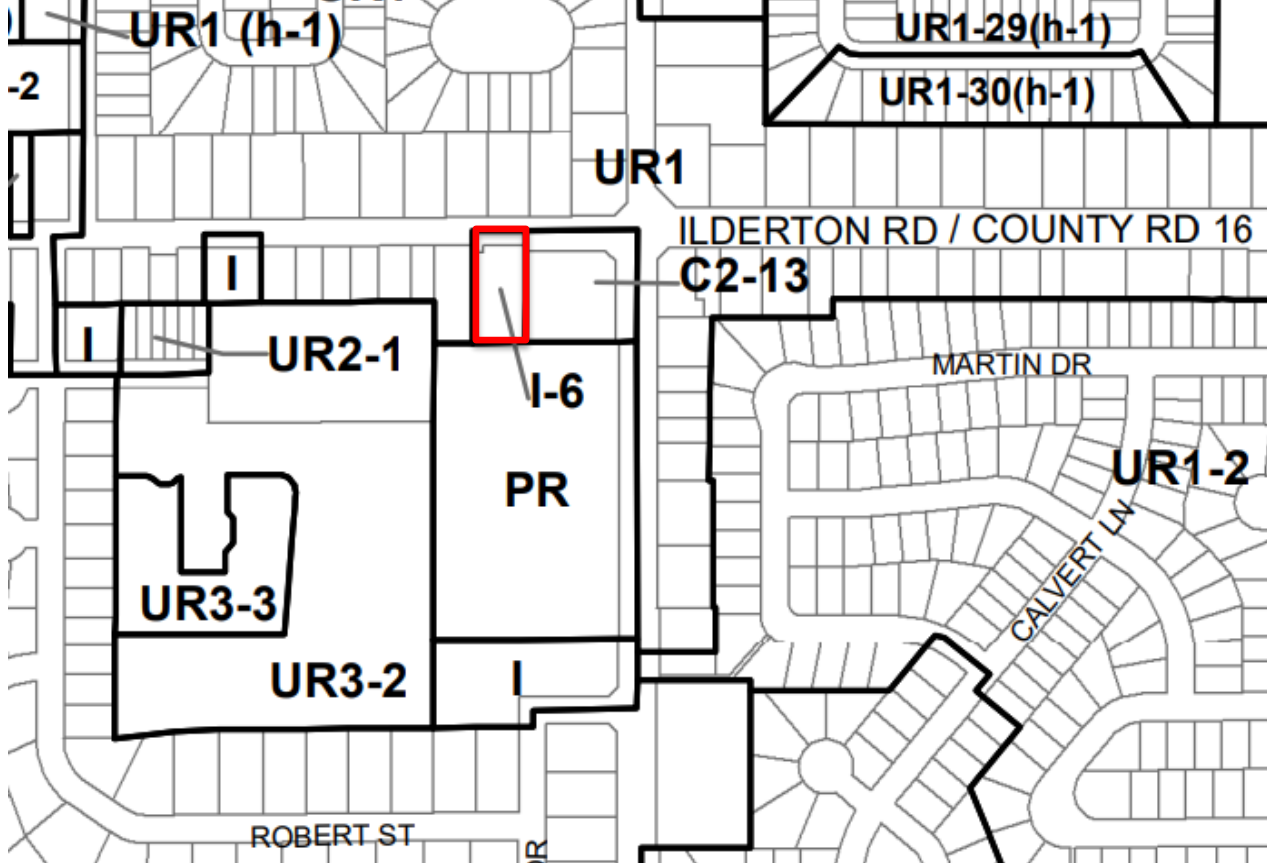 UR1 (h-1)
UR1-29(h-1)
-2
UR1-30(h-1)
UR1
ILDERTON RD / COUNTY RD 16
I
C2-13
I
UR2-1
MARTIN DR
I-6
UR1-2
PR
CALVERT LN
UR3-3
UR3-2
I
ROBERT ST
DR